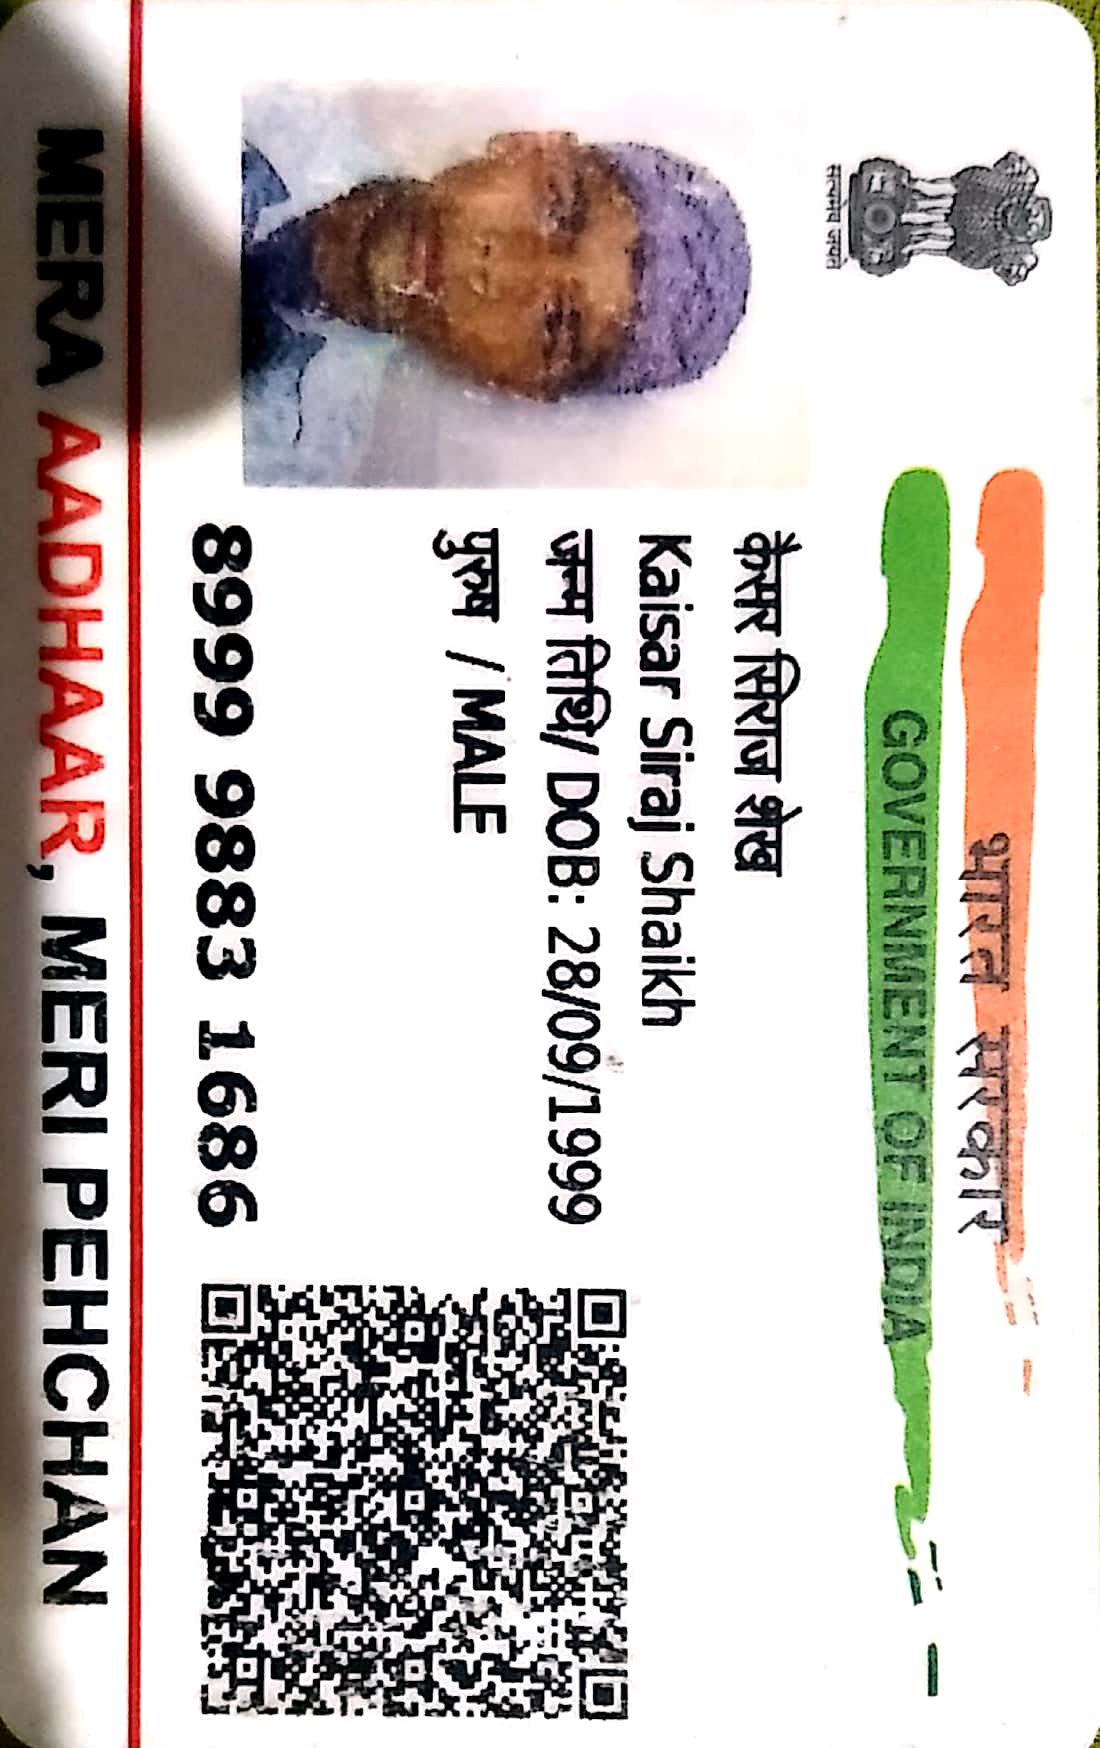 भारत सरकार
GOVERNMENT OF INDIA
सत्यमेव जयते
कैसर सिराज शेख
Kaisar Siraj Shaikh
जन्म तिथि/ DOB: 28/09/1999
पुरुष / MALE
8999 9883 1686
MERA AADHAAR, MERI PEHCHAN